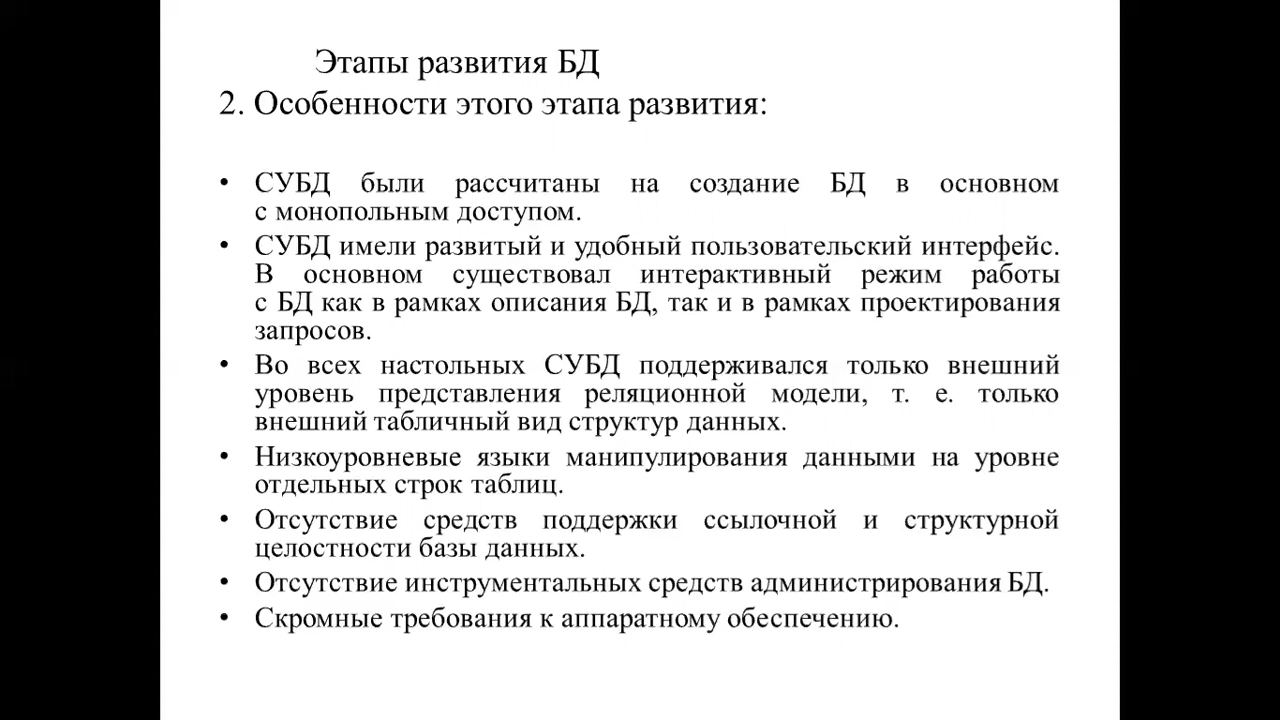 Этапы развития БД
2. Особенности этого этапа развития:
• СУБД были рассчитаны на создание БД в основном
с монопольным доступом.
• СУБД имели развитый и удобный пользовательский интерфейс.
В основном существовал интерактивный режим работы
с БД как в рамках описания БД, так и в рамках проектирования
запросов.
• Во всех настольных СУБД поддерживался только внешний
уровень представления реляционной модели, т. е. только
внешний табличный вид структур данных.
• Низкоуровневые языки манипулирования данными на уровне
отдельных строк таблиц.
• Отсутствие средств поддержки ссылочной и структурной
целостности базы данных.
• Отсутствие инструментальных средств администрирования БД.
• Скромные требования к аппаратному обеспечению.